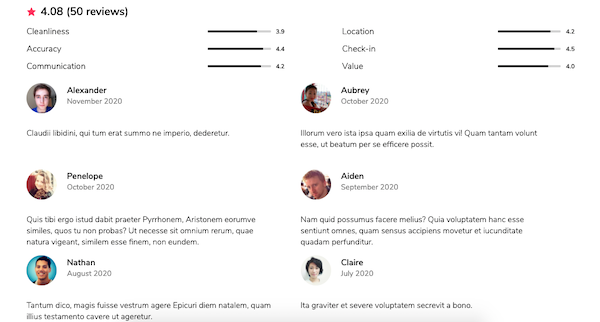 4.08 (50 reviews)
Cleanliness 3.9
Location 4.2
Accuracy 4.4
Check-in 4.5
Communication 4.2
Value 4.0
Alexander
November 2020
Claudii libidini, qui tum erat summo ne imperio, dederetur.
Aubrey
October 2020
Illorum vero ista ipsa quam exilia de virtutis vi! Quam tantam volunt
esse, ut beatum per se efficere possit.
Penelope
October 2020
Quis tibi ergo istud dabit praeter Pyrrhonem, Aristonem eorumve
similes, quos tu non probas? Ut necesse sit omnium rerum, quae
natura vigeant, similem esse finem, non eundem.
Aiden
September 2020
Nam quid possumus facere melius? Quia voluptatem hanc esse
sentiunt omnes, quam sensus accipiens movetur et iucunditate
quadam perfunditur.
Nathan
August 2020
Tantum dico, magis fuisse vestrum agere Epicuri diem natalem, quam
illius testamento cavere ut ageretur.
Claire
July 2020
Ita graviter et severe voluptatem secrevit a bono.